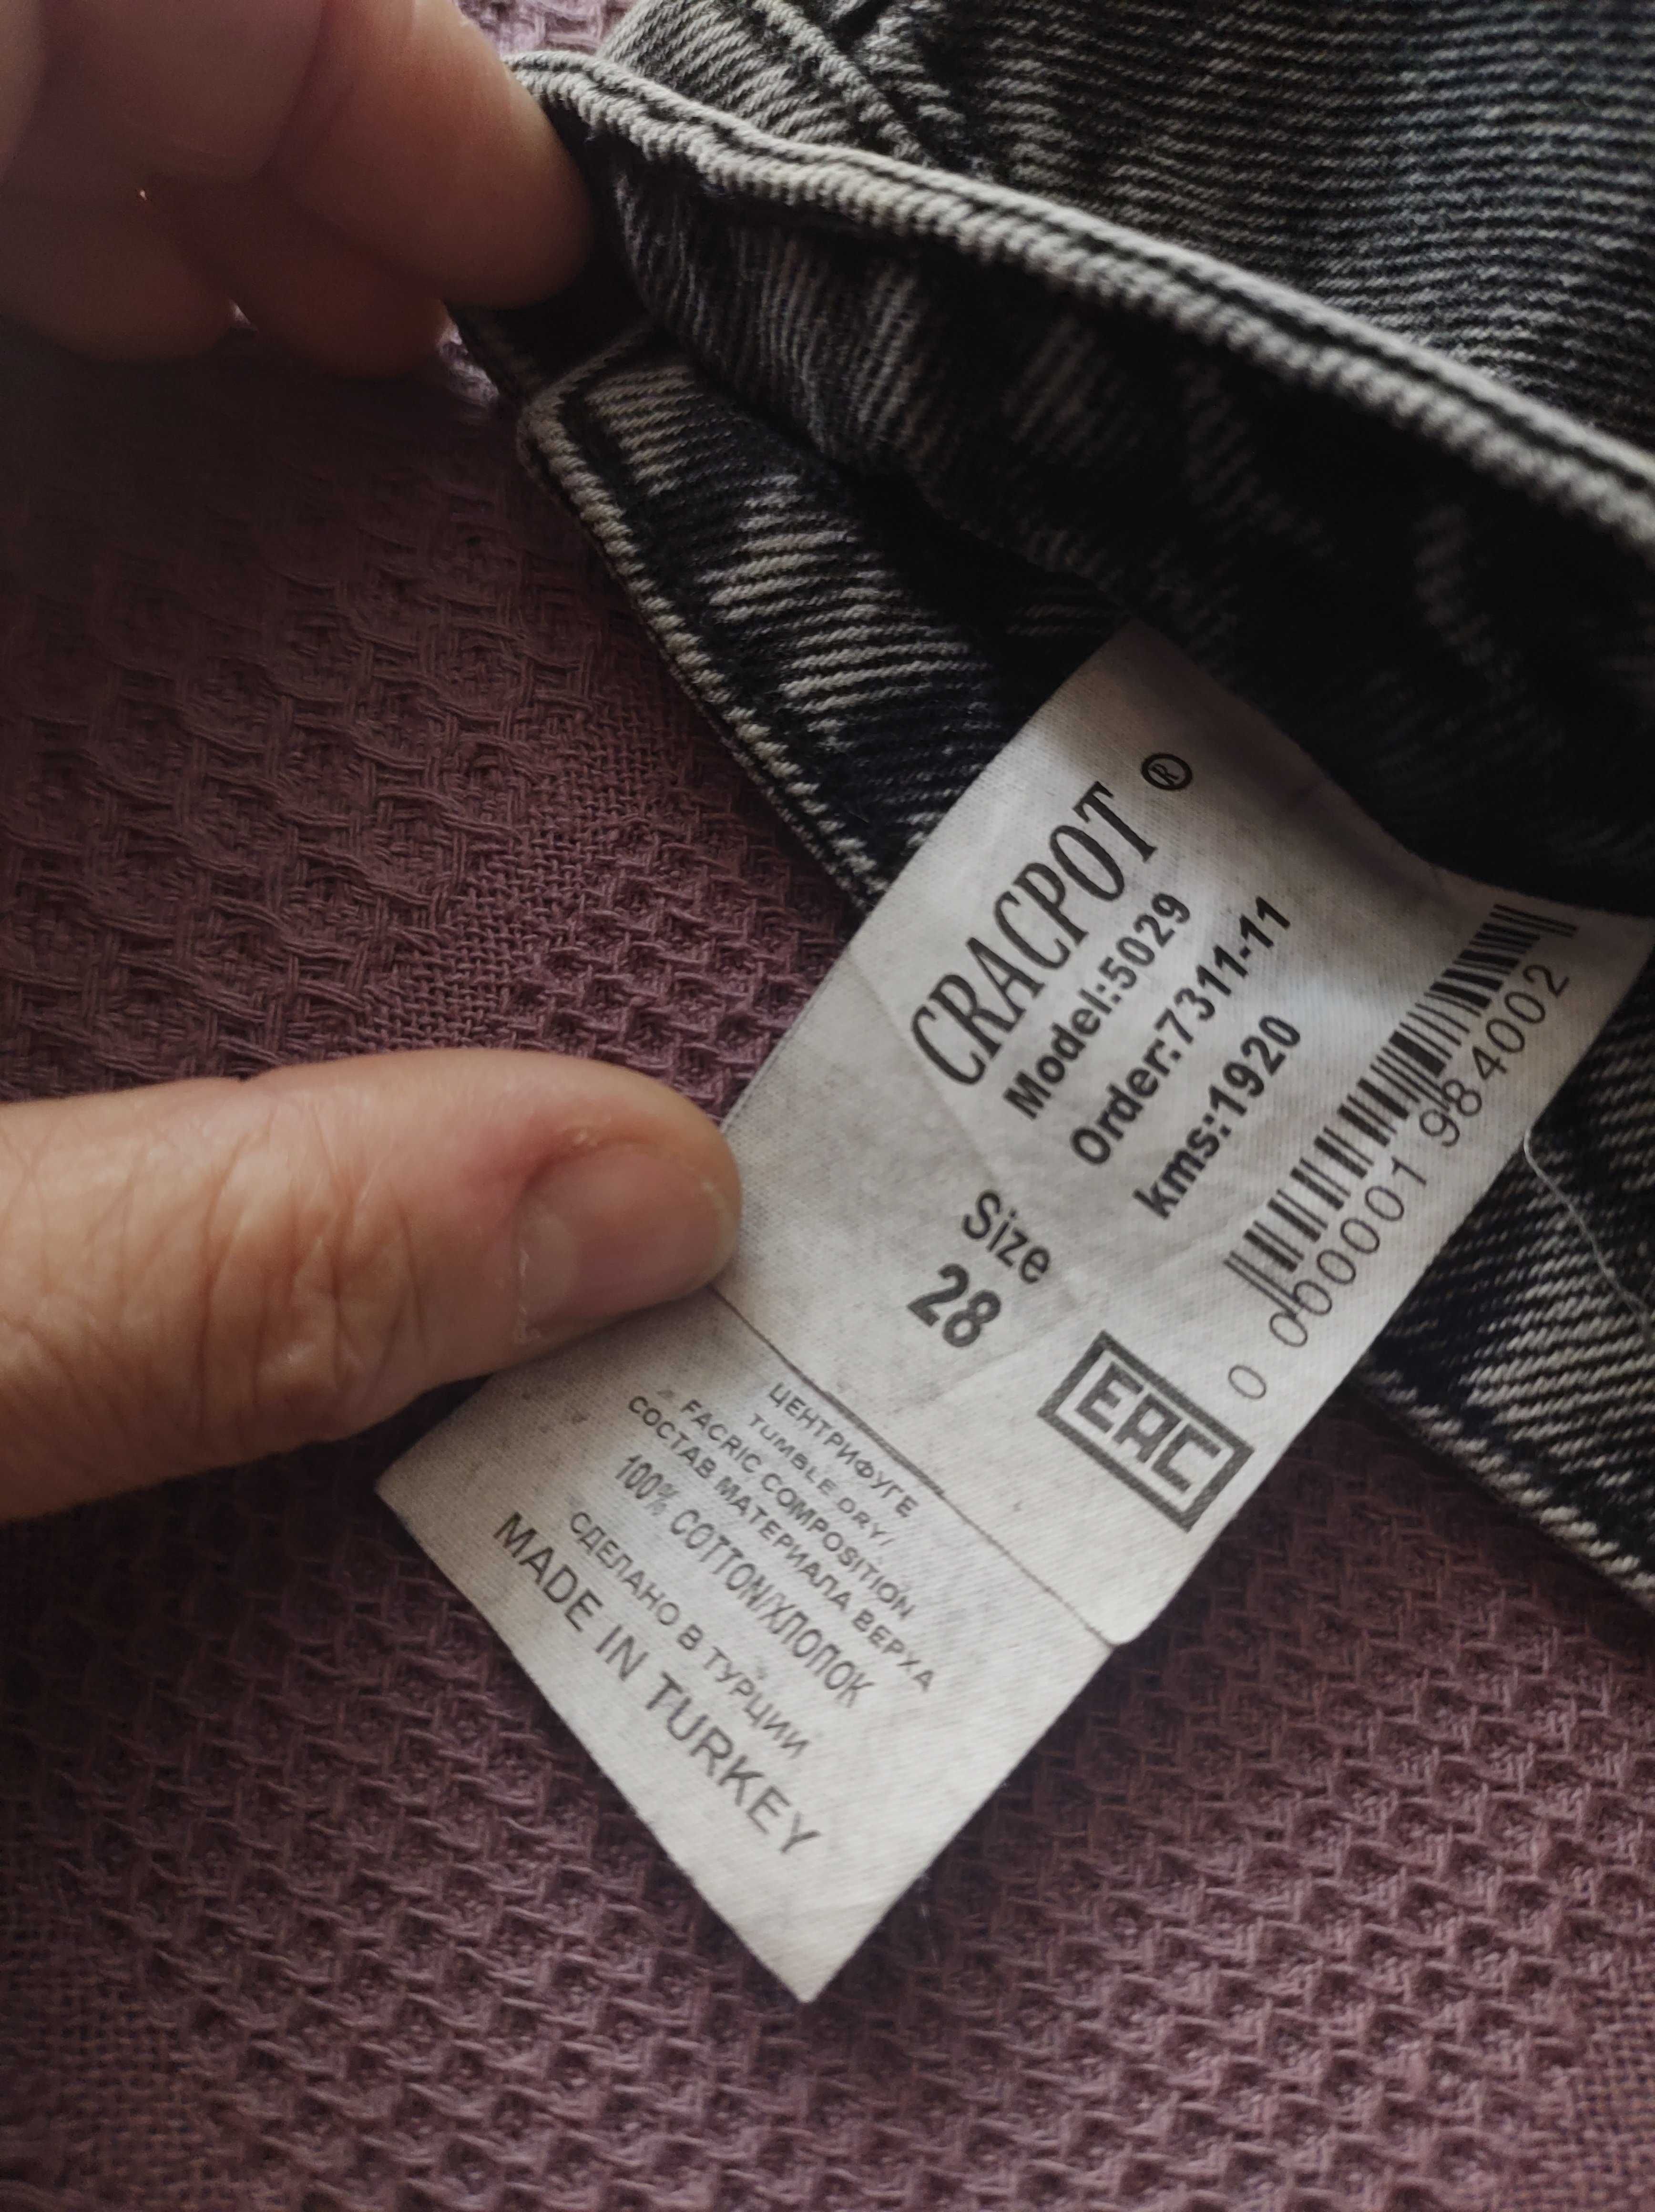 CRACPOT ®
Model:5029
Order:7311-11
kms:1920
0 000001 984002
Size
28
EAC
ЦЕНТРИФУГЕ
TUMBLE DRY/
FACRIC COMPOSITION
СОСТАВ МАТЕРИАЛА ВЕРХА
100% COTTON/ХЛОПОК
СДЕЛАНО В ТУРЦИИ
MADE IN TURKEY